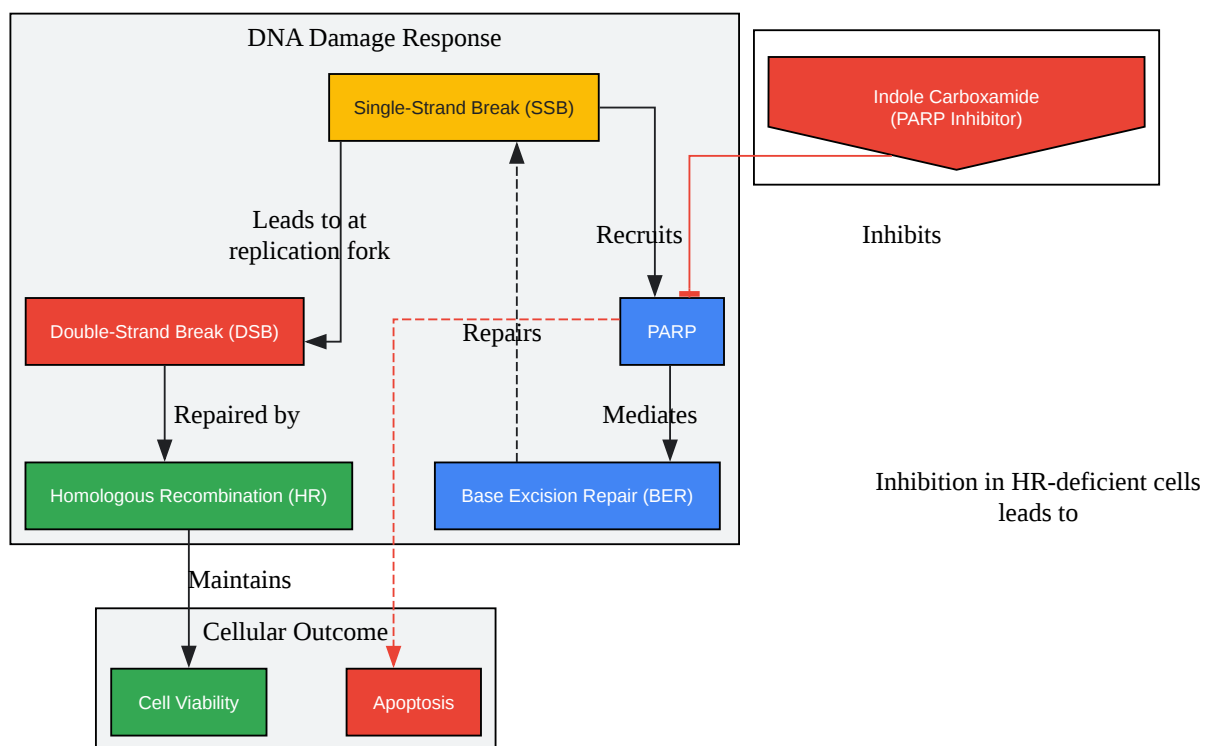 DNA Damage Response
Single-Strand Break (SSB)
Indole Carboxamide
(PARP Inhibitor)
Leads to at
replication fork
Recruits
Inhibits
Double-Strand Break (DSB)
Repairs
PARP
Repaired by
Mediates
Homologous Recombination (HR)
Base Excision Repair (BER)
Inhibition in HR-deficient cells
leads to
Maintains
Cellular Outcome
Cell Viability
Apoptosis